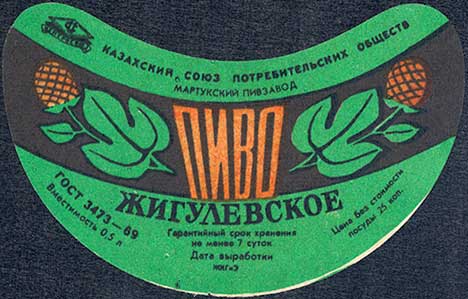 КАЗАХСКИЙ СОЮЗ ПОТРЕБИТЕЛЬСКИХ ОБЩЕСТВ
МАРТУКСКИЙ ПИВЗАВОД
ПИВО
ЖИГУЛЕВСКОЕ
ГОСТ 3473—69
Вместимость 0,5 л
Гарантийный срок хранения
не менее 7 суток
Дата выработки
Цена без стоимости
посуды 25 коп.